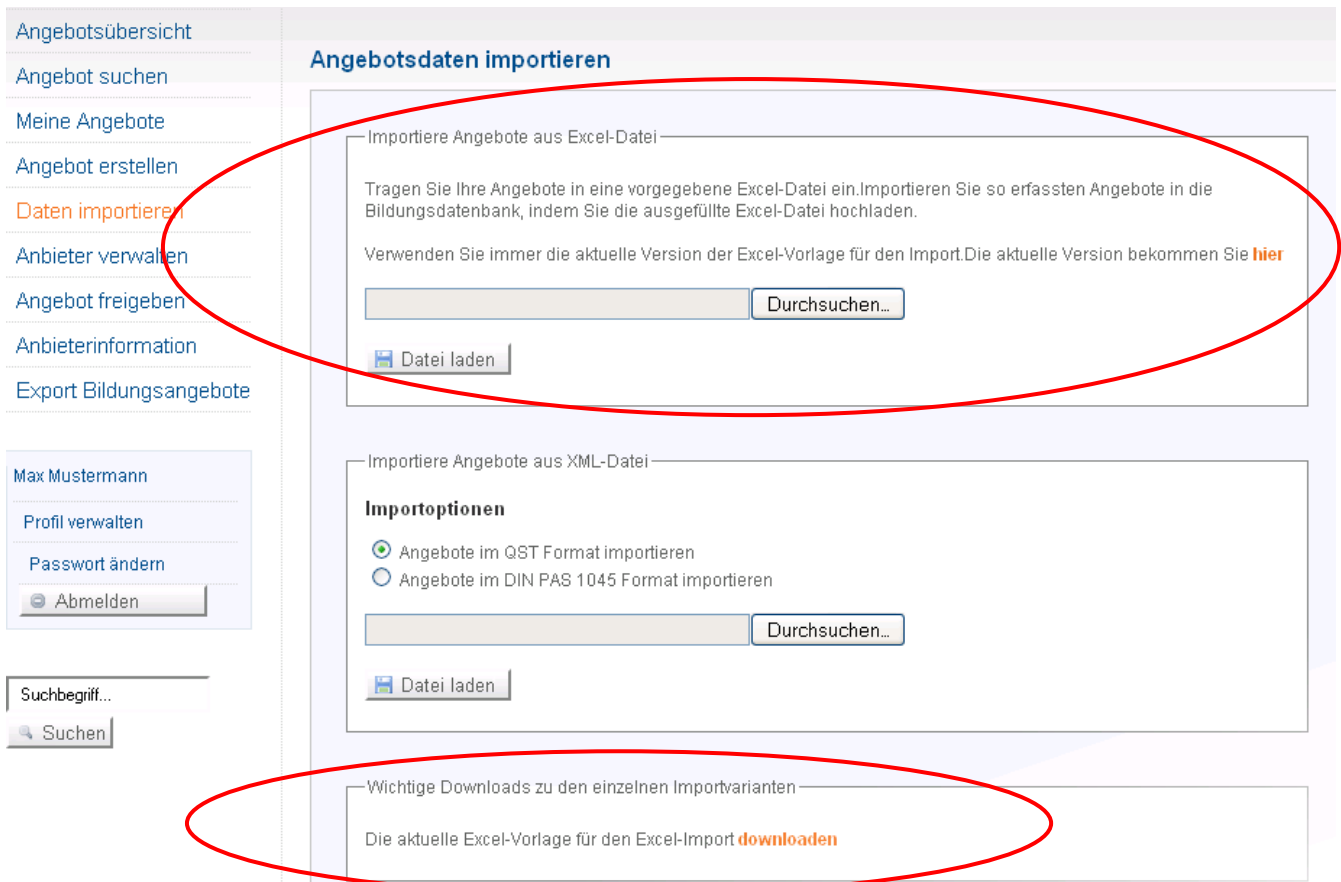 Angebotsübersicht
Angebot suchen
Meine Angebote
Angebot erstellen
Daten importieren
Anbieter verwalten
Angebot freigeben
Anbieterinformation
Export Bildungsangebote
Max Mustermann
Profil verwalten
Passwort ändern
Abmelden
Suchbegriff...
Suchen
Angebotsdaten importieren
Importiere Angebote aus Excel-Datei
Tragen Sie Ihre Angebote in eine vorgegebene Excel-Datei ein.Importieren Sie so erfassten Angebote in die
Bildungsdatenbank, indem Sie die ausgefüllte Excel-Datei hochladen.
Verwenden Sie immer die aktuelle Version der Excel-Vorlage für den Import.Die aktuelle Version bekommen Sie hier
Durchsuchen...
Datei laden
Importiere Angebote aus XML-Datei
Importoptionen
Angebote im QST Format importieren
Angebote im DIN PAS 1045 Format importieren
Durchsuchen...
Datei laden
Wichtige Downloads zu den einzelnen Importvarianten
Die aktuelle Excel-Vorlage für den Excel-Import downloaden